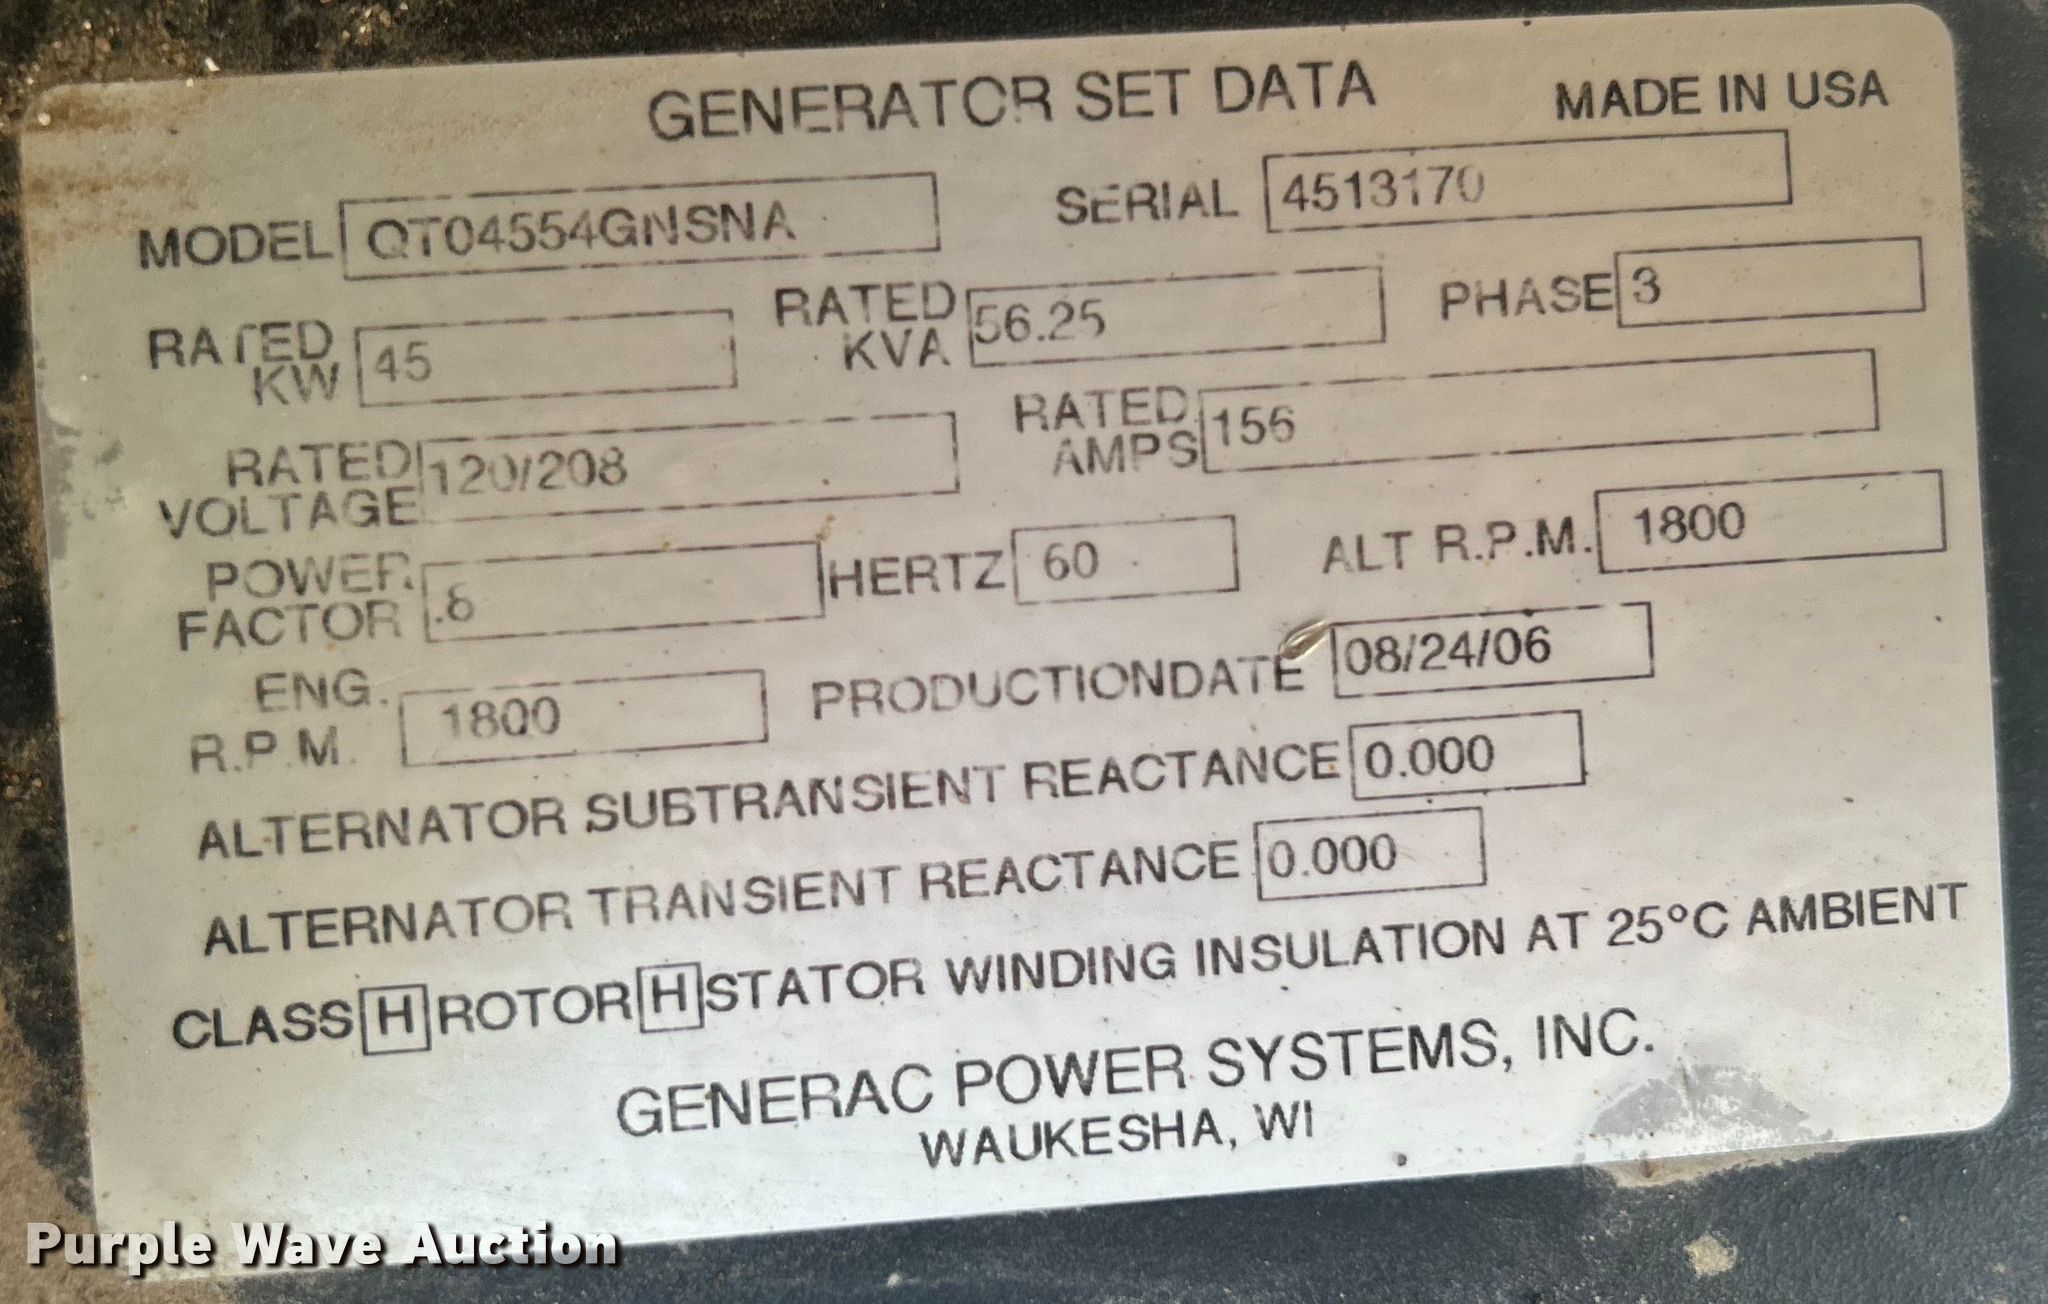 GENERATOR SET DATA MADE IN USA
MODEL QT04554GNSNA SERIAL 4513170
RATED KW 45 RATED KVA 56.25 PHASE 3
RATED VOLTAGE 120/208 RATED AMPS 156
POWER FACTOR .8 HERTZ 60 ALT R.P.M. 1800
ENG. R.P.M. 1800 PRODUCTIONDATE 08/24/06
ALTERNATOR SUBTRANSIENT REACTANCE 0.000
ALTERNATOR TRANSIENT REACTANCE 0.000
CLASS H ROTOR H STATOR WINDING INSULATION AT 25°C AMBIENT
GENERAC POWER SYSTEMS, INC.
WAUKESHA, WI
Purple Wave Auction